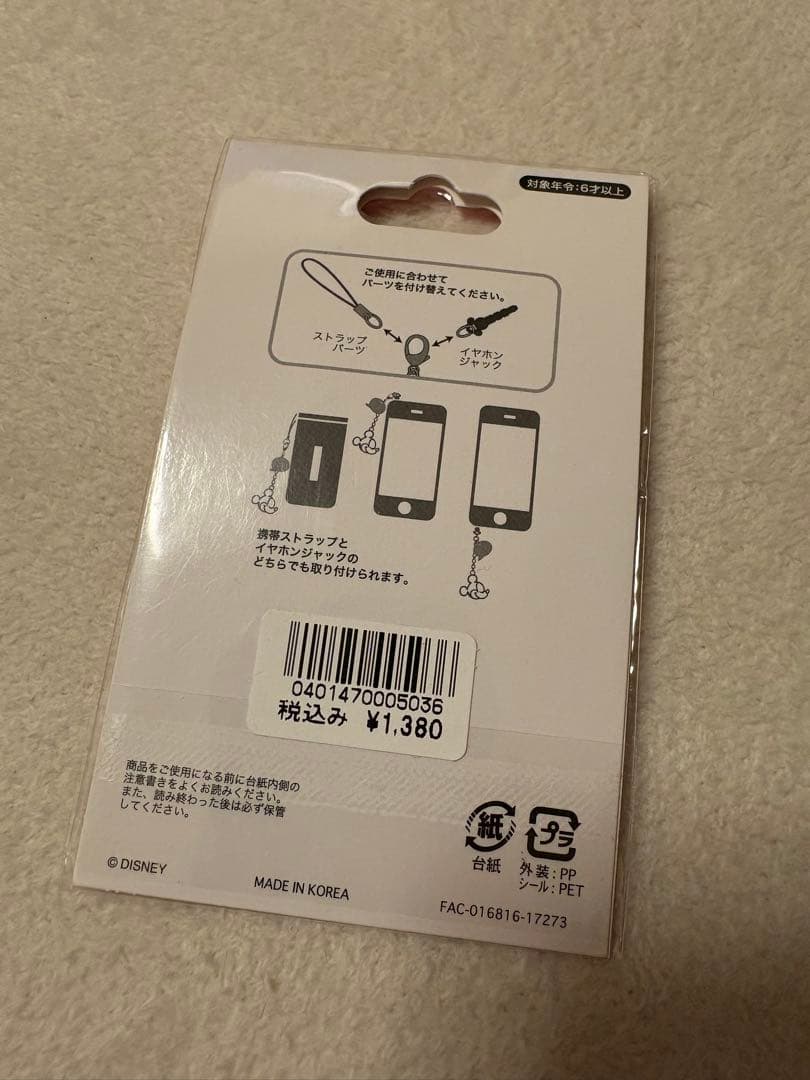 対象年令:6才以上
ご使用に合わせて
パーツを付け替えてください。
ストラップ
パーツ
イヤホン
ジャック
携帯ストラップと
イヤホンジャックの
どちらでも取り付けられます。
0401470005036
税込み ¥1,380
商品をご使用になる前に台紙内側の
注意書きをよくお読みください。
また、読み終わった後は必ず保管
してください。
紙
台紙
プラ
外装:PP
シール:PET
© DISNEY
MADE IN KOREA
FAC-016816-17273